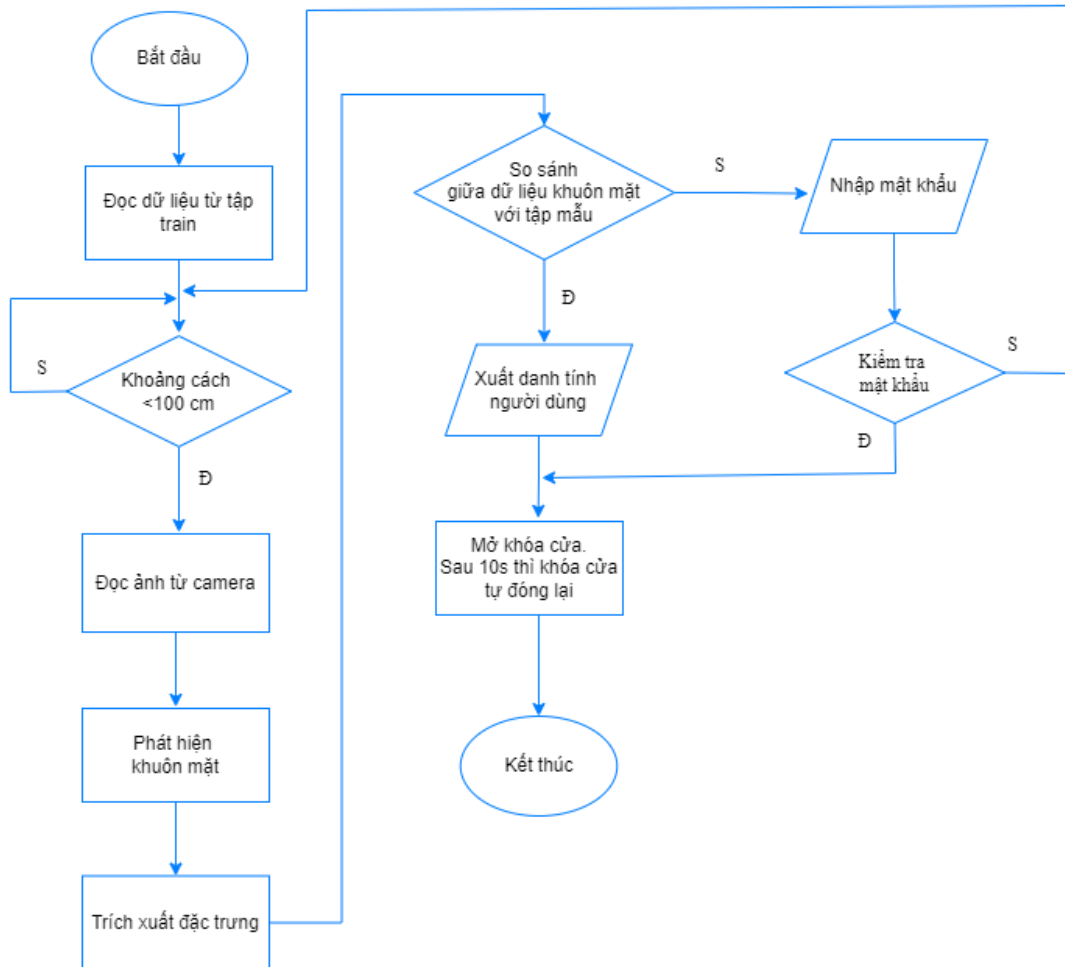 Bắt đầu
Đọc dữ liệu từ tập
train
S
Khoảng cách
<100 cm
Đ
Đọc ảnh từ camera
Phát hiện
khuôn mặt
Trích xuất đặc trưng
So sánh
giữa dữ liệu khuôn mặt
với tập mẫu
S
Nhập mật khẩu
Đ
Xuất danh tính
người dùng
Kiểm tra
mật khẩu
S
Đ
Mở khóa cửa.
Sau 10s thì khóa cửa
tự đóng lại
Kết thúc